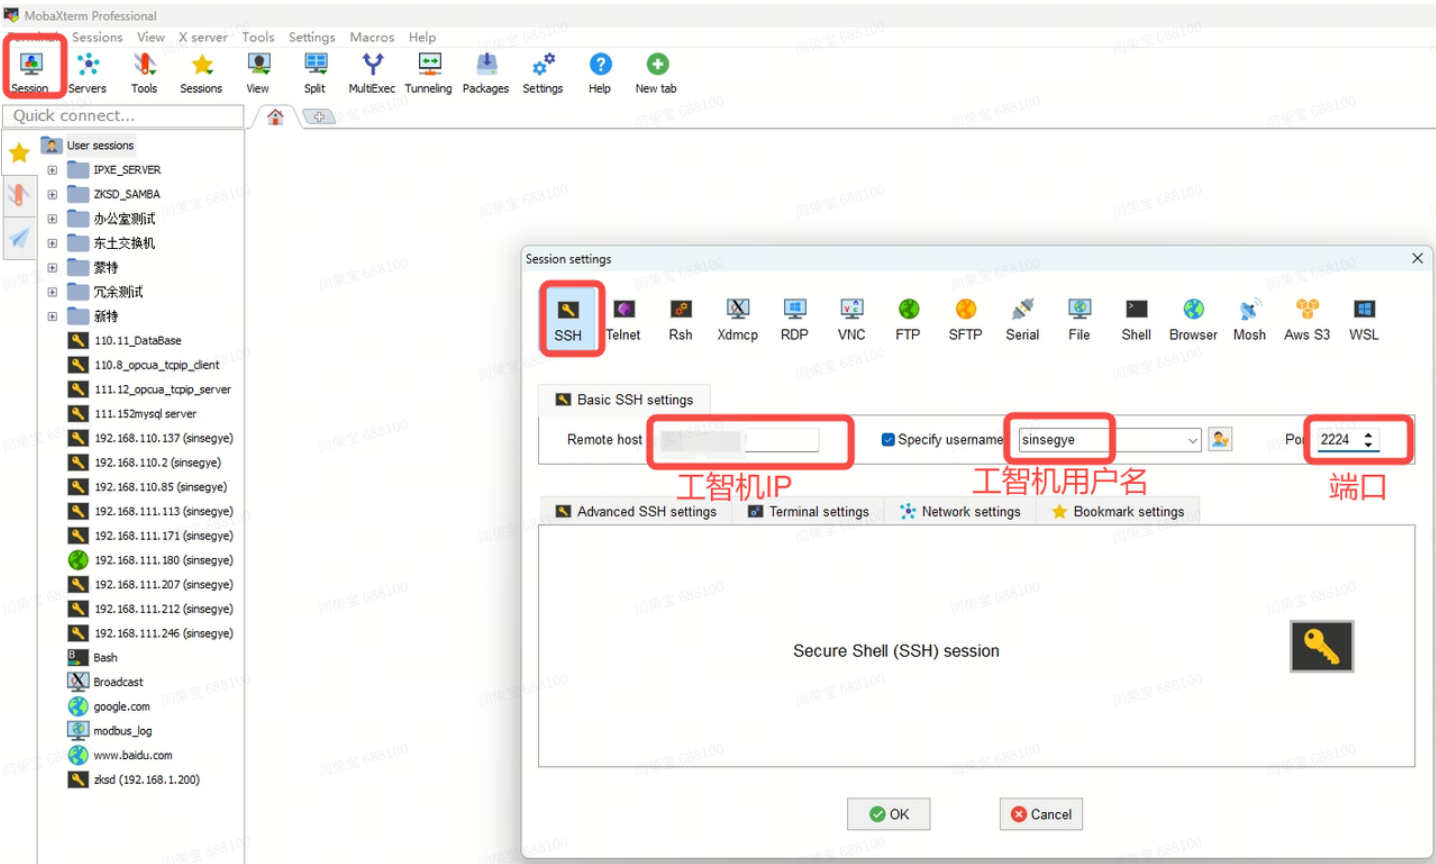 MobaXterm Professional
Terminal Sessions View X server Tools Settings Macros Help
Session Servers Tools Sessions View Split MultiExec Tunneling Packages Settings Help New tab
Quick connect...
User sessions
IPXE_SERVER
ZKSD_SAMBA
办公室测试
东土交换机
蒙特
冗余测试
新特
110.11_DataBase
110.8_opcua_tcpip_client
111.12_opcua_tcpip_server
111.152mysql server
192.168.110.137 (sinsegye)
192.168.110.2 (sinsegye)
192.168.110.85 (sinsegye)
192.168.111.113 (sinsegye)
192.168.111.171 (sinsegye)
192.168.111.180 (sinsegye)
192.168.111.207 (sinsegye)
192.168.111.212 (sinsegye)
192.168.111.246 (sinsegye)
Bash
Broadcast
google.com
modbus_log
www.baidu.com
zksd (192.168.1.200)
Session settings
SSH Telnet Rsh Xdmcp RDP VNC FTP SFTP Serial File Shell Browser Mosh Aws S3 WSL
Basic SSH settings
Remote host Specify username sinsegye Por 2224
工智机IP 工智机用户名 端口
Advanced SSH settings Terminal settings Network settings Bookmark settings
Secure Shell (SSH) session
OK Cancel
闫荣宝 688100